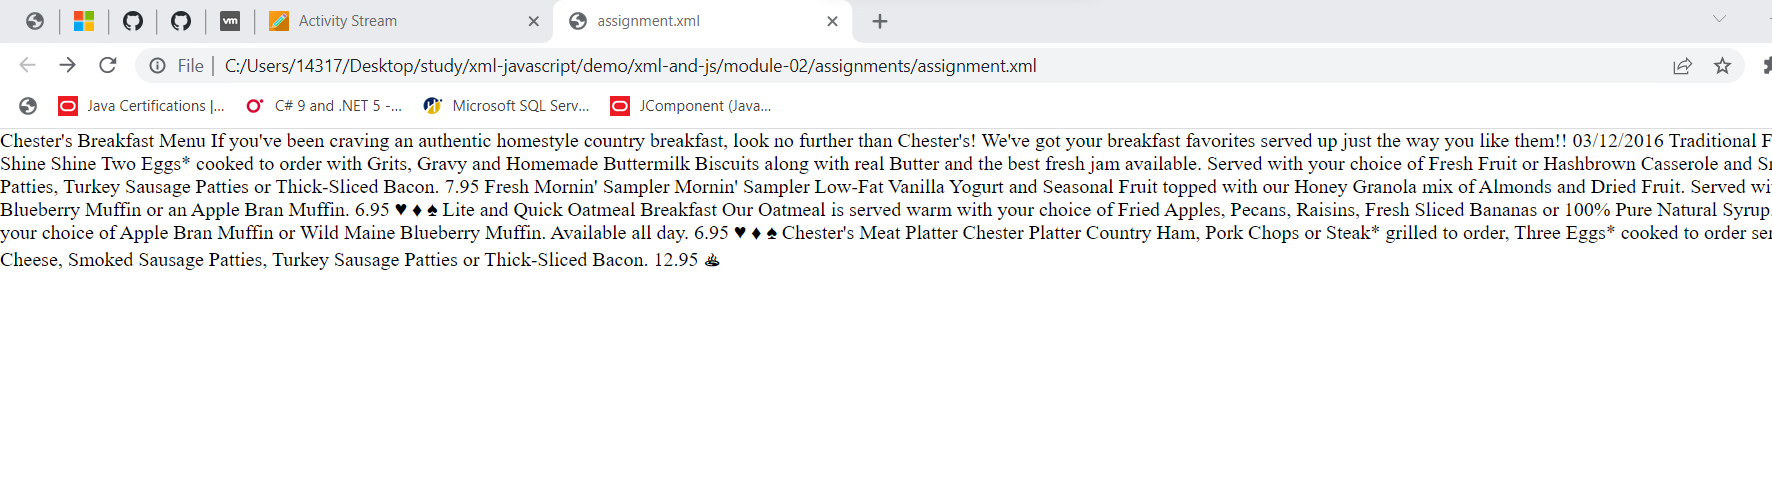 vm Activity Stream assignment.xml
File C:/Users/14317/Desktop/study/xml-javascript/demo/xml-and-js/module-02/assignments/assignment.xml
Java Certifications |... C# 9 and .NET 5 -... Microsoft SQL Serv... JComponent (Java...
Chester's Breakfast Menu If you've been craving an authentic homestyle country breakfast, look no further than Chester's! We've got your breakfast favorites served up just the way you like them!! 03/12/2016 Traditional F
Shine Shine Two Eggs* cooked to order with Grits, Gravy and Homemade Buttermilk Biscuits along with real Butter and the best fresh jam available. Served with your choice of Fresh Fruit or Hashbrown Casserole and
Patties, Turkey Sausage Patties or Thick-Sliced Bacon. 7.95 Fresh Mornin' Sampler Mornin' Sampler Low-Fat Vanilla Yogurt and Seasonal Fruit topped with our Honey Granola mix of Almonds and Dried Fruit. Served
Blueberry Muffin or an Apple Bran Muffin. 6.95 ♥ ♦ ♠ Lite and Quick Oatmeal Breakfast Our Oatmeal is served warm with your choice of Fried Apples, Pecans, Raisins, Fresh Sliced Bananas or 100% Pure Natural Syrup
your choice of Apple Bran Muffin or Wild Maine Blueberry Muffin. Available all day. 6.95 ♥ ♦ ♠ Chester's Meat Platter Chester Platter Country Ham, Pork Chops or Steak* grilled to order, Three Eggs* cooked to order
Cheese, Smoked Sausage Patties, Turkey Sausage Patties or Thick-Sliced Bacon. 12.95 ♨